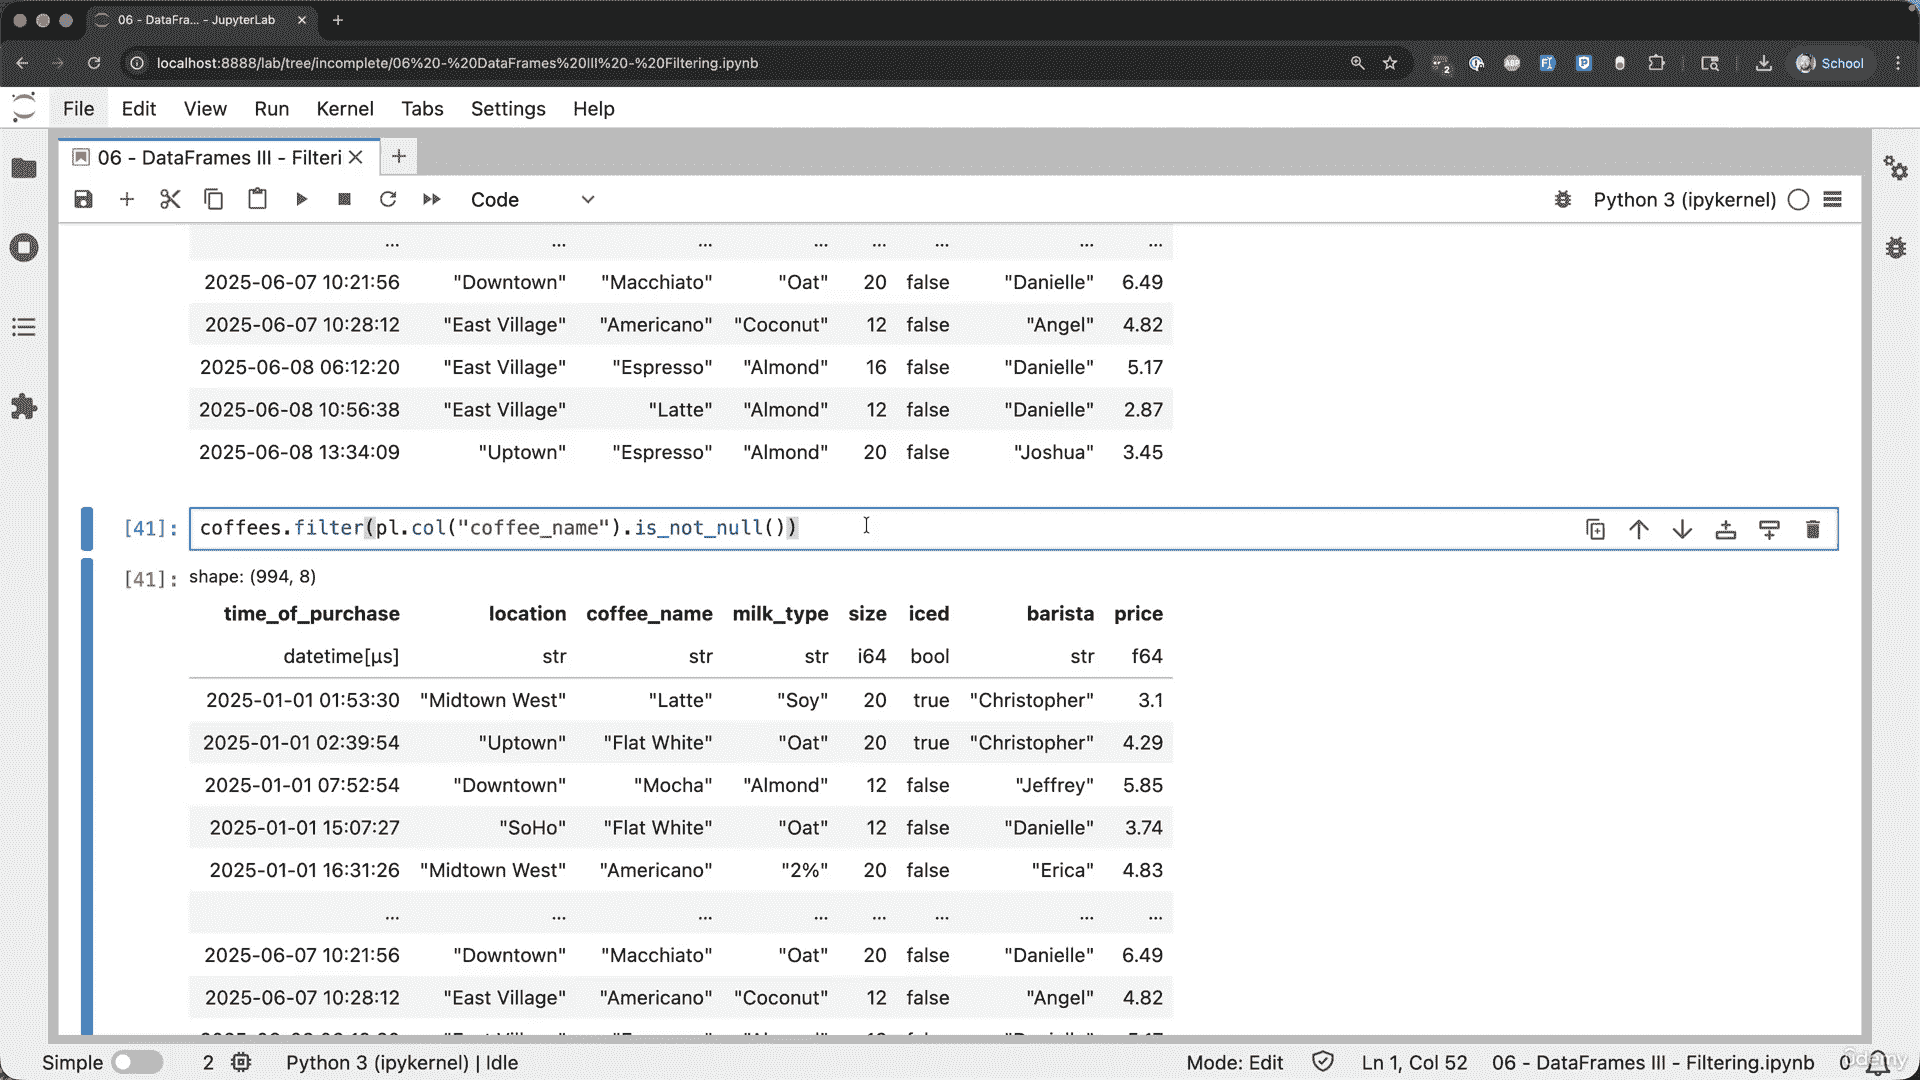 06 - DataFra... - JupyterLab
localhost:8888/lab/tree/incomplete/06%20-%20DataFrames%20III%20-%20Filtering.ipynb
2
ABP
School
File Edit View Run Kernel Tabs Settings Help
06 - DataFrames III - Filteri
Code
Python 3 (ipykernel)
... ... ... ... ... ... ... ...
2025-06-07 10:21:56 "Downtown" "Macchiato" "Oat" 20 false "Danielle" 6.49
2025-06-07 10:28:12 "East Village" "Americano" "Coconut" 12 false "Angel" 4.82
2025-06-08 06:12:20 "East Village" "Espresso" "Almond" 16 false "Danielle" 5.17
2025-06-08 10:56:38 "East Village" "Latte" "Almond" 12 false "Danielle" 2.87
2025-06-08 13:34:09 "Uptown" "Espresso" "Almond" 20 false "Joshua" 3.45
[41]: coffees.filter(pl.col("coffee_name").is_not_null())
[41]: shape: (994, 8)
time_of_purchase location coffee_name milk_type size iced barista price
datetime[μs] str str str i64 bool str f64
2025-01-01 01:53:30 "Midtown West" "Latte" "Soy" 20 true "Christopher" 3.1
2025-01-01 02:39:54 "Uptown" "Flat White" "Oat" 20 true "Christopher" 4.29
2025-01-01 07:52:54 "Downtown" "Mocha" "Almond" 12 false "Jeffrey" 5.85
2025-01-01 15:07:27 "SoHo" "Flat White" "Oat" 12 false "Danielle" 3.74
2025-01-01 16:31:26 "Midtown West" "Americano" "2%" 20 false "Erica" 4.83
... ... ... ... ... ... ... ...
2025-06-07 10:21:56 "Downtown" "Macchiato" "Oat" 20 false "Danielle" 6.49
2025-06-07 10:28:12 "East Village" "Americano" "Coconut" 12 false "Angel" 4.82
Simple 2 Python 3 (ipykernel) | Idle Mode: Edit Ln 1, Col 52 06 - DataFrames III - Filtering.ipynb 0
udemy